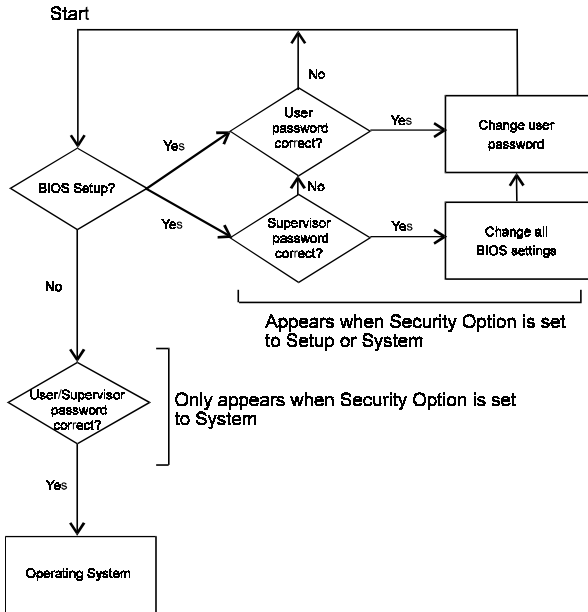 Start
No
User
password
correct?
Yes
Yes
Change user
password
BIOS Setup?
No
Yes
Supervisor
password
correct?
Yes
Change all
BIOS settings
No
Appears when Security Option is set
to Setup or System
User/Supervisor
password
correct?
Only appears when Security Option is set
to System
Yes
Operating System